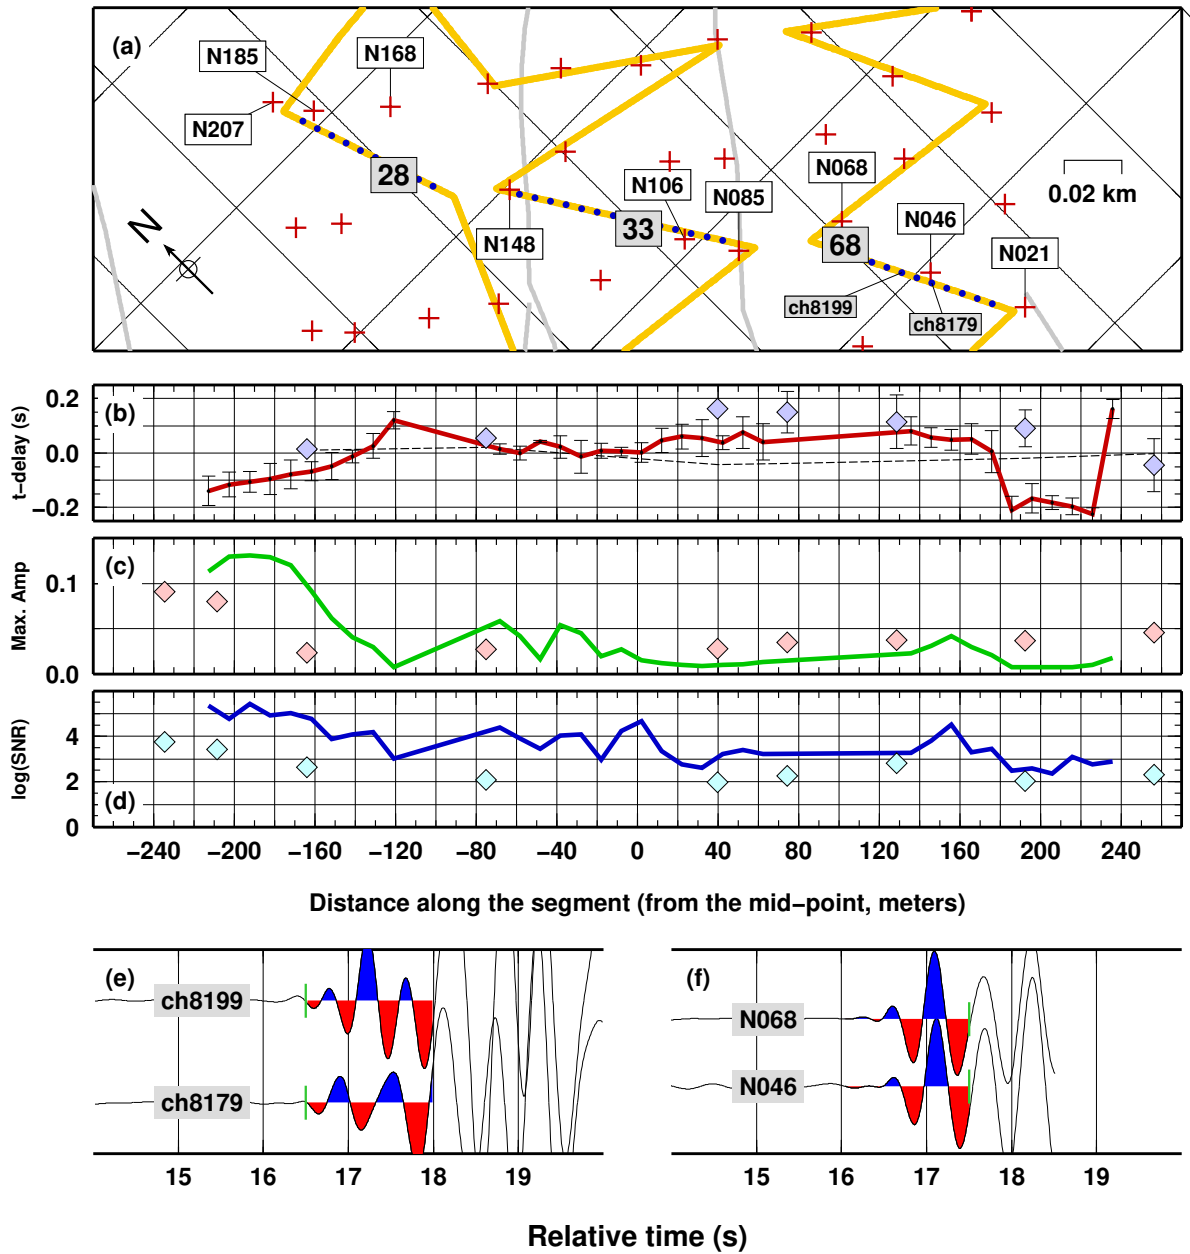 (a)
N185
N168
N207
28
N
N148
N106
33
N085
N068
68
N046
N021
ch8199
ch8179
0.02 km
(b)
t−delay (s)
0.2
0.0
−0.2
(c)
Max. Amp
0.1
0.0
(d)
log(SNR)
4
2
0
−240 −200 −160 −120 −80 −40 0 40 80 120 160 200 240
Distance along the segment (from the mid−point, meters)
(e)
ch8199
ch8179
15 16 17 18 19
(f)
N068
N046
15 16 17 18 19
Relative time (s)